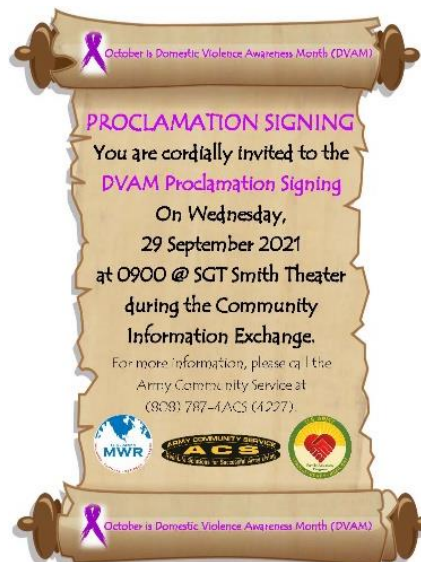 October is Domestic Violence Awareness Month (DVAM)
PROCLAMATION SIGNING
You are cordially invited to the
DVAM Proclamation Signing
On Wednesday,
29 September 2021
at 0900 @ SGT Smith Theater
during the Community
Information Exchange.
For more information, please call the
Army Community Service at
(808) 787-4ACS (4227).
MWR
ARMY COMMUNITY SERVICE
ACS
October is Domestic Violence Awareness Month (DVAM)